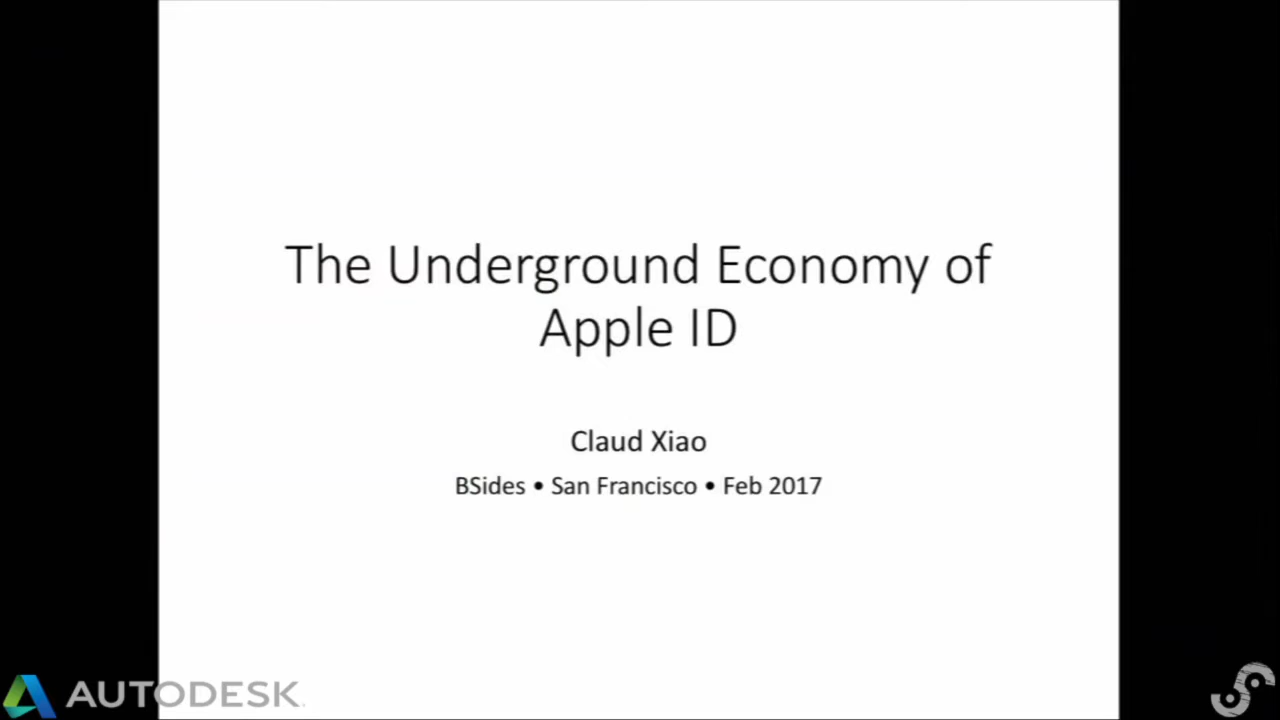 The Underground Economy of
Apple ID
Claud Xiao
BSides • San Francisco • Feb 2017
AUTODESK.